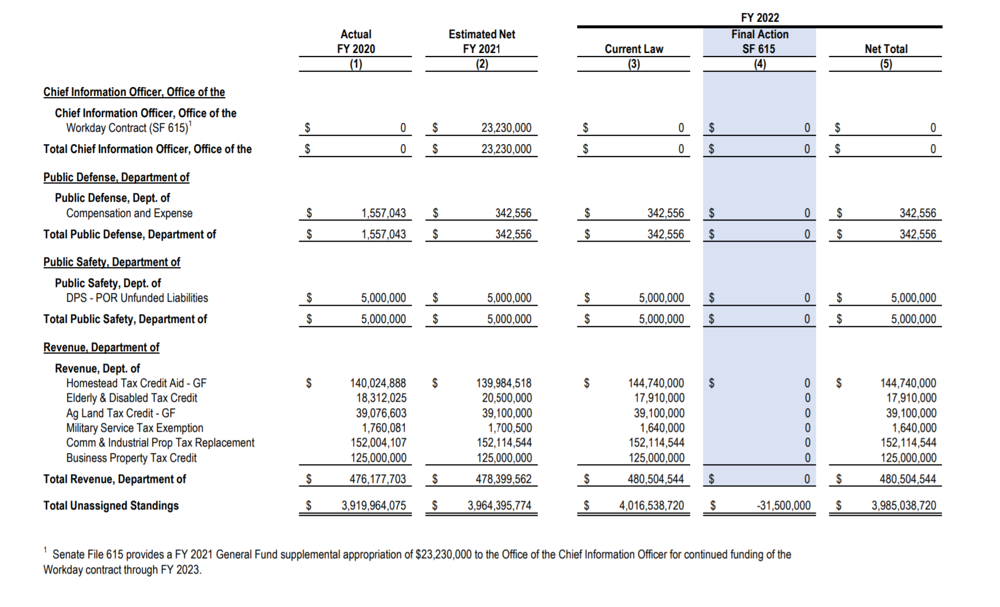 FY 2022
Actual Estimated Net Final Action
FY 2020 FY 2021 Current Law SF 615 Net Total
(1) (2) (3) (4) (5)
Chief Information Officer, Office of the
Chief Information Officer, Office of the
Workday Contract (SF 615)1 $ 0 $ 23,230,000 $ 0 $ 0 $ 0
Total Chief Information Officer, Office of the $ 0 $ 23,230,000 $ 0 $ 0 $ 0
Public Defense, Department of
Public Defense, Dept. of
Compensation and Expense $ 1,557,043 $ 342,556 $ 342,556 $ 0 $ 342,556
Total Public Defense, Department of $ 1,557,043 $ 342,556 $ 342,556 $ 0 $ 342,556
Public Safety, Department of
Public Safety, Dept. of
DPS - POR Unfunded Liabilities $ 5,000,000 $ 5,000,000 $ 5,000,000 $ 0 $ 5,000,000
Total Public Safety, Department of $ 5,000,000 $ 5,000,000 $ 5,000,000 $ 0 $ 5,000,000
Revenue, Department of
Revenue, Dept. of
Homestead Tax Credit Aid - GF $ 140,024,888 $ 139,984,518 $ 144,740,000 $ 0 $ 144,740,000
Elderly & Disabled Tax Credit 18,312,025 20,500,000 17,910,000 0 17,910,000
Ag Land Tax Credit - GF 39,076,603 39,100,000 39,100,000 0 39,100,000
Military Service Tax Exemption 1,760,081 1,700,500 1,640,000 0 1,640,000
Comm & Industrial Prop Tax Replacement 152,004,107 152,114,544 152,114,544 0 152,114,544
Business Property Tax Credit 125,000,000 125,000,000 125,000,000 0 125,000,000
Total Revenue, Department of $ 476,177,703 $ 478,399,562 $ 480,504,544 $ 0 $ 480,504,544
Total Unassigned Standings $ 3,919,964,075 $ 3,964,395,774 $ 4,016,538,720 $ -31,500,000 $ 3,985,038,720
1 Senate File 615 provides a FY 2021 General Fund supplemental appropriation of $23,230,000 to the Office of the Chief Information Officer for continued funding of the
Workday contract through FY 2023.